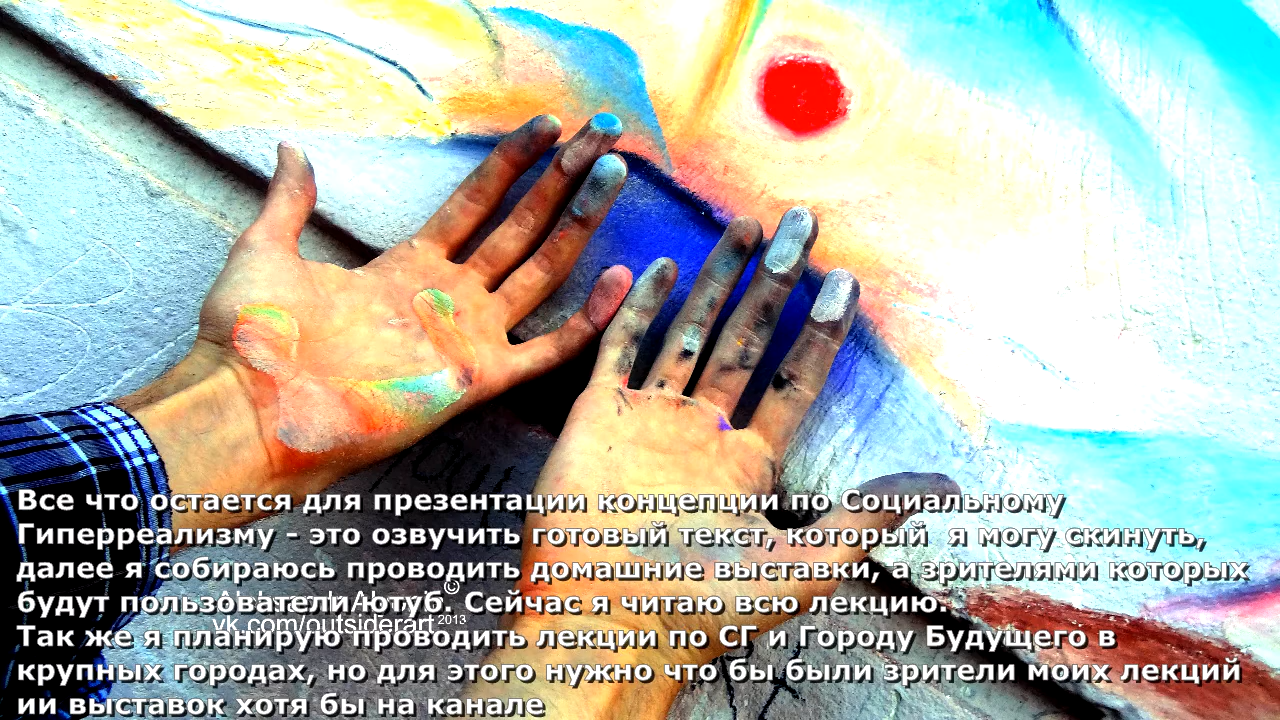 Все что остается для презентации концепции по Социальному
Гиперреализму - это озвучить готовый текст, который я могу скинуть,
далее я собираюсь проводить домашние выставки, а зрителями которых
будут пользователи ютуб. Сейчас я читаю всю лекцию.
©
vk.com/outsiderart 2013
Так же я планирую проводить лекции по СГ и Городу Будущего в
крупных городах, но для этого нужно что бы были зрители моих лекций
ии выставок хотя бы на канале